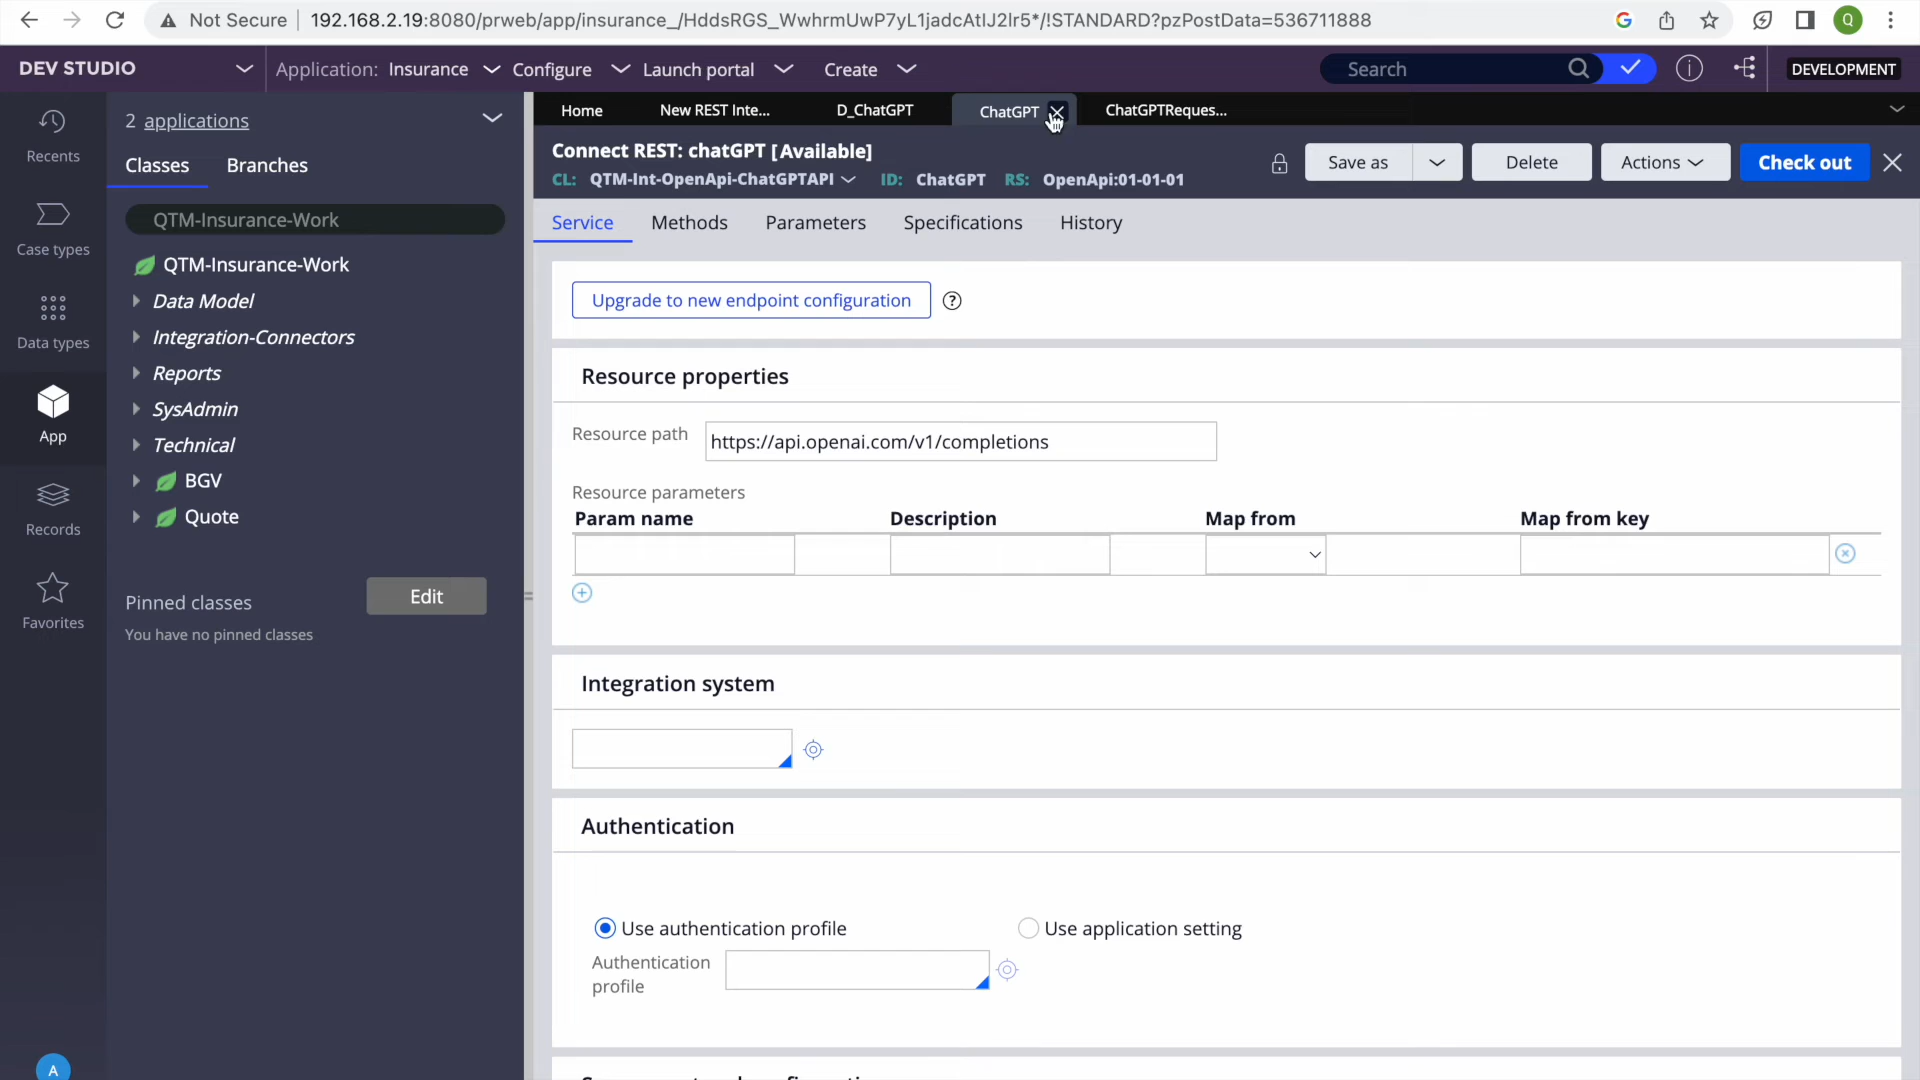 Not Secure 192.168.2.19:8080/prweb/app/insurance_/HddsRGS_WwhrmUwP7yL1jadcAtIJ2Ir5*/!STANDARD?pzPostData=536711888 Q
DEV STUDIO Application: Insurance Configure Launch portal Create Search DEVELOPMENT
Recents
Case types
Data types
App
Records
Favorites
A
2 applications
Classes Branches
QTM-Insurance-Work
QTM-Insurance-Work
Data Model
Integration-Connectors
Reports
SysAdmin
Technical
BGV
Quote
Pinned classes Edit
You have no pinned classes
Home New REST Inte... D_ChatGPT ChatGPT ChatGPTReques...
Connect REST: chatGPT [Available]
CL: QTM-Int-OpenApi-ChatGPTAPI ID: ChatGPT RS: OpenApi:01-01-01
Save as Delete Actions Check out
Service Methods Parameters Specifications History
Upgrade to new endpoint configuration ?
Resource properties
Resource path https://api.openai.com/v1/completions
Resource parameters
Param name Description Map from Map from key
Integration system
Authentication
Use authentication profile Use application setting
Authentication
profile